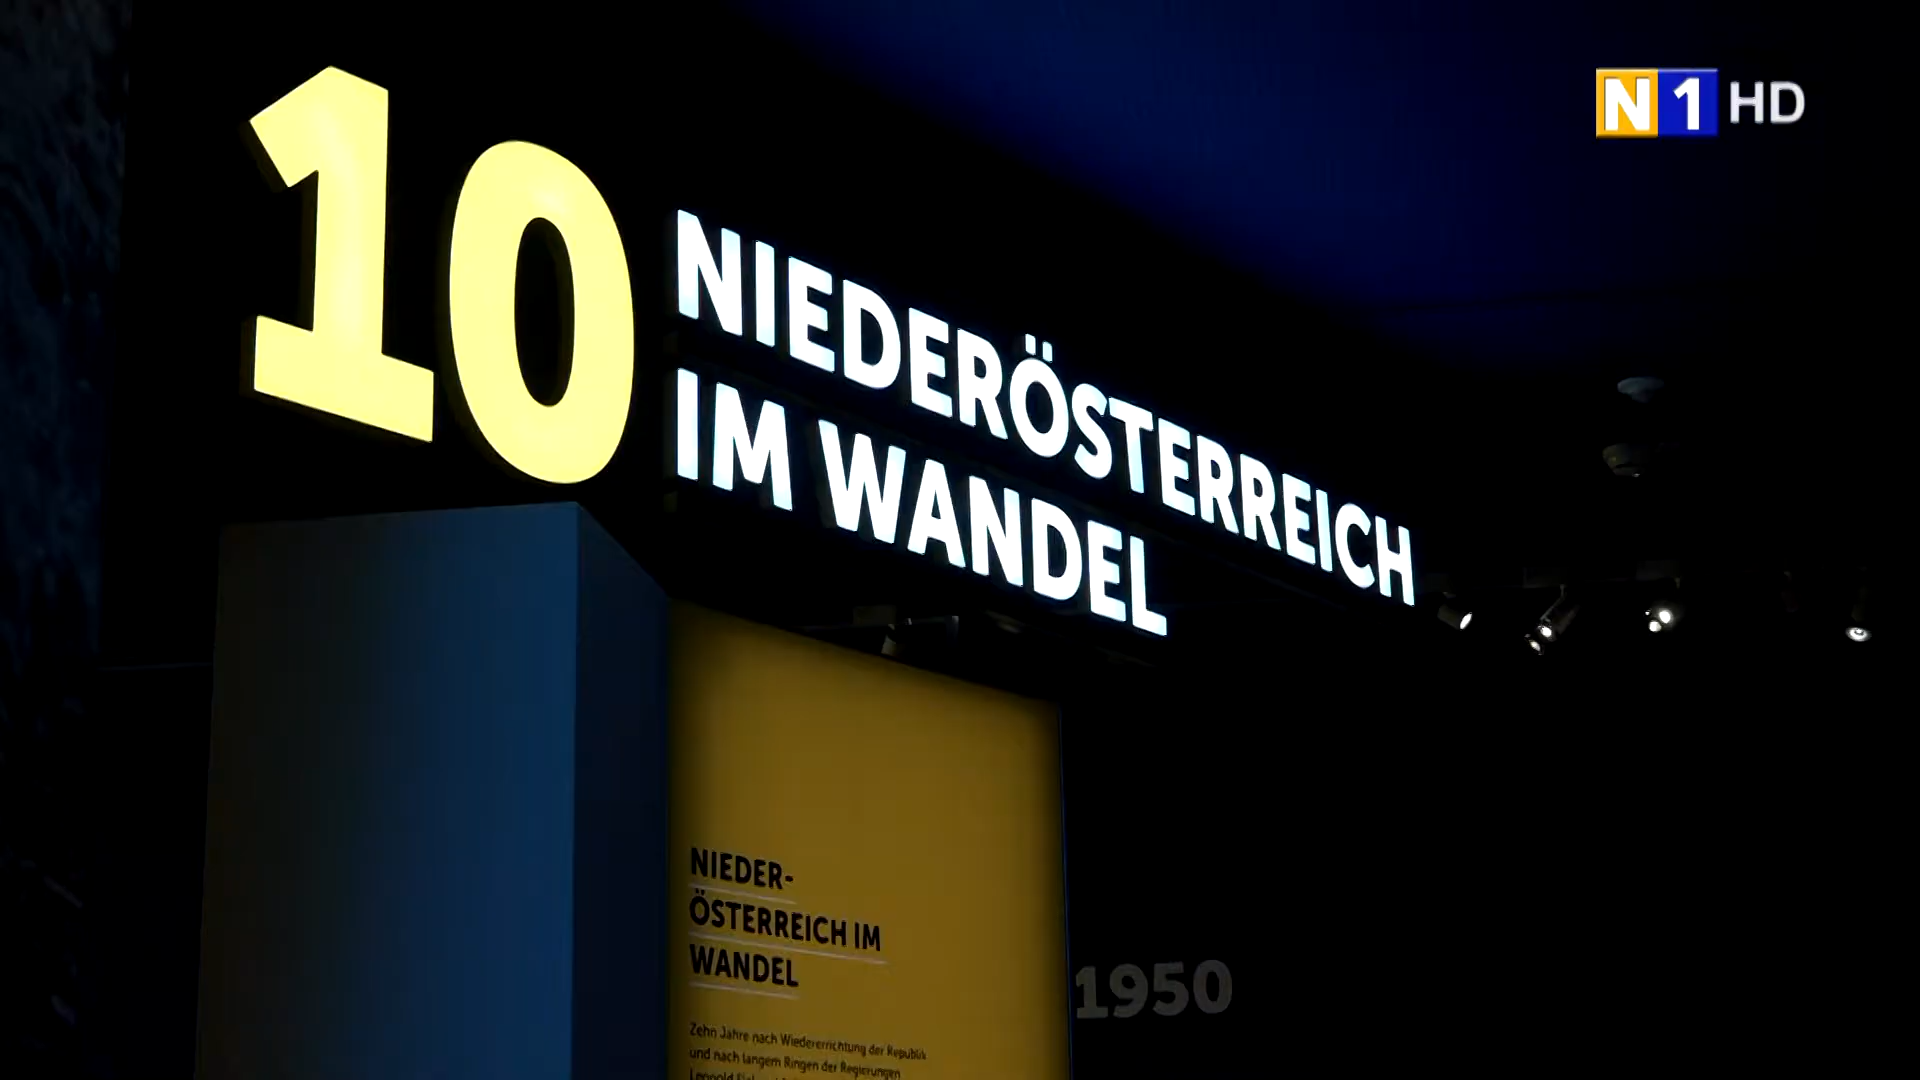 N1 HD
10
NIEDERÖSTERREICH
IM WANDEL
NIEDER-
ÖSTERREICH IM
WANDEL
Zehn Jahre nach Wiedererrichtung der Republik
und nach langem Ringen der Regierungen
Leopold
1950